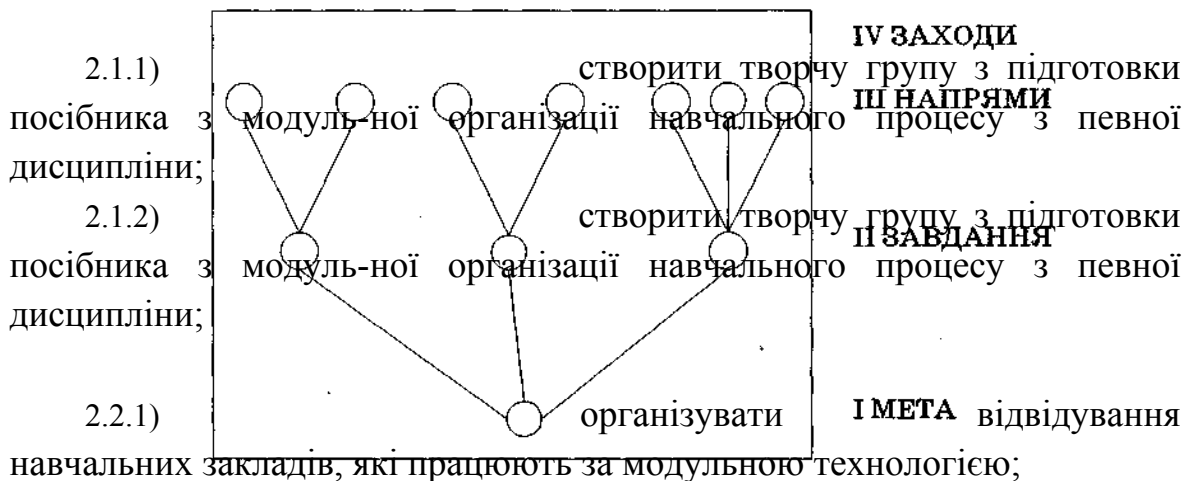 IV ЗАХОДИ
2.1.1) створити творчу групу з підготовки
III НАПРЯМИ
посібника з модуль-ної організації навчального процесу з певної
дисципліни;
2.1.2) створити творчу групу з підготовки
II ЗАВДАННЯ
посібника з модуль-ної організації навчального процесу з певної
дисципліни;
2.2.1) організувати I МЕТА відвідування
навчальних закладів, які працюють за модульною технологією;